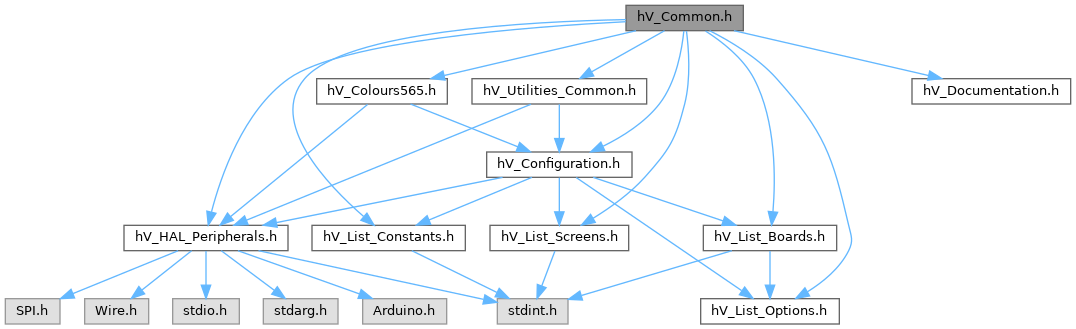 hV_Common.h
hV_Colours565.h
hV_Utilities_Common.h
hV_Documentation.h
hV_Configuration.h
hV_HAL_Peripherals.h
hV_List_Constants.h
hV_List_Screens.h
hV_List_Boards.h
SPI.h
Wire.h
stdio.h
stdarg.h
Arduino.h
stdint.h
hV_List_Options.h